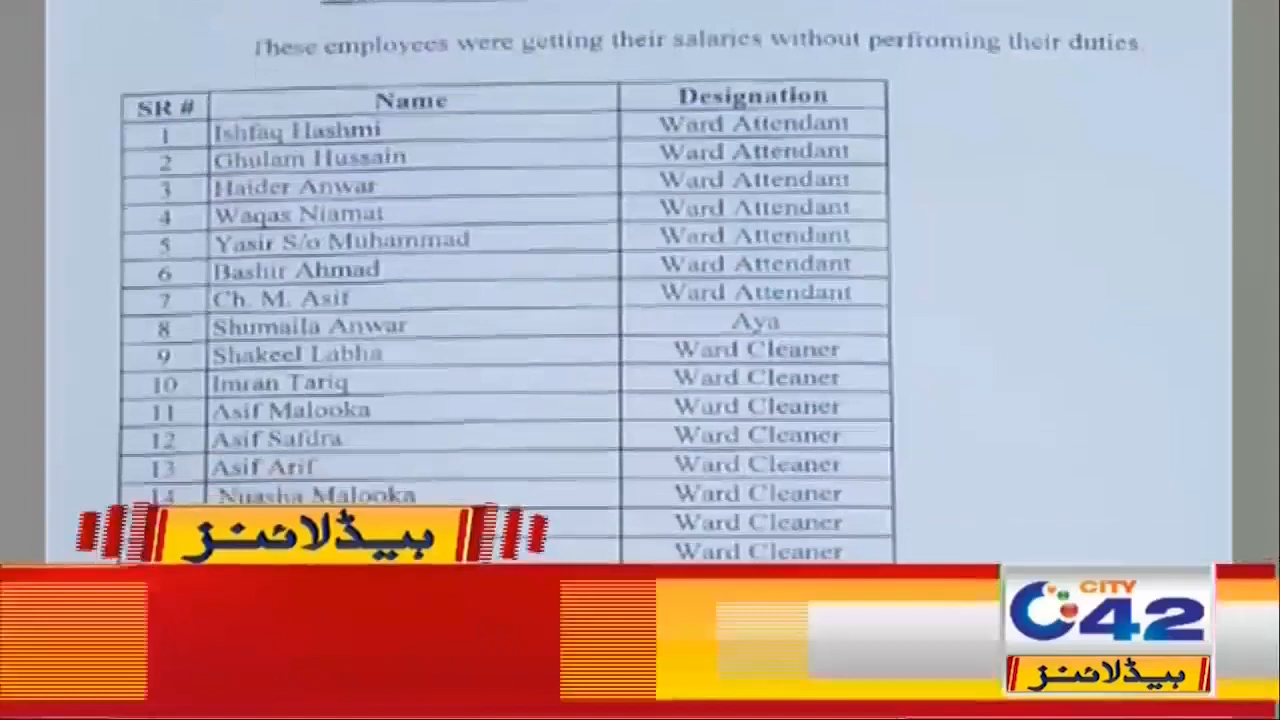 These employees were getting their salaries without perfroming their duties.
SR # Name Designation
1 Ishfaq Hashmi Ward Attendant
2 Ghulam Hussain Ward Attendant
3 Haider Anwar Ward Attendant
4 Waqas Niamat Ward Attendant
5 Yasir S/o Muhammad Ward Attendant
6 Bashir Ahmad Ward Attendant
7 Ch. M. Asif Ward Attendant
8 Shumaila Anwar Aya
9 Shakeel Labha Ward Cleaner
10 Imran Tariq Ward Cleaner
11 Asif Malooka Ward Cleaner
12 Asif Safdra Ward Cleaner
13 Asif Arif Ward Cleaner
14 Malooka Ward Cleaner
Ward Cleaner
Ward Cleaner
ہیڈلائنز
CITY
42
ہیڈلائنز